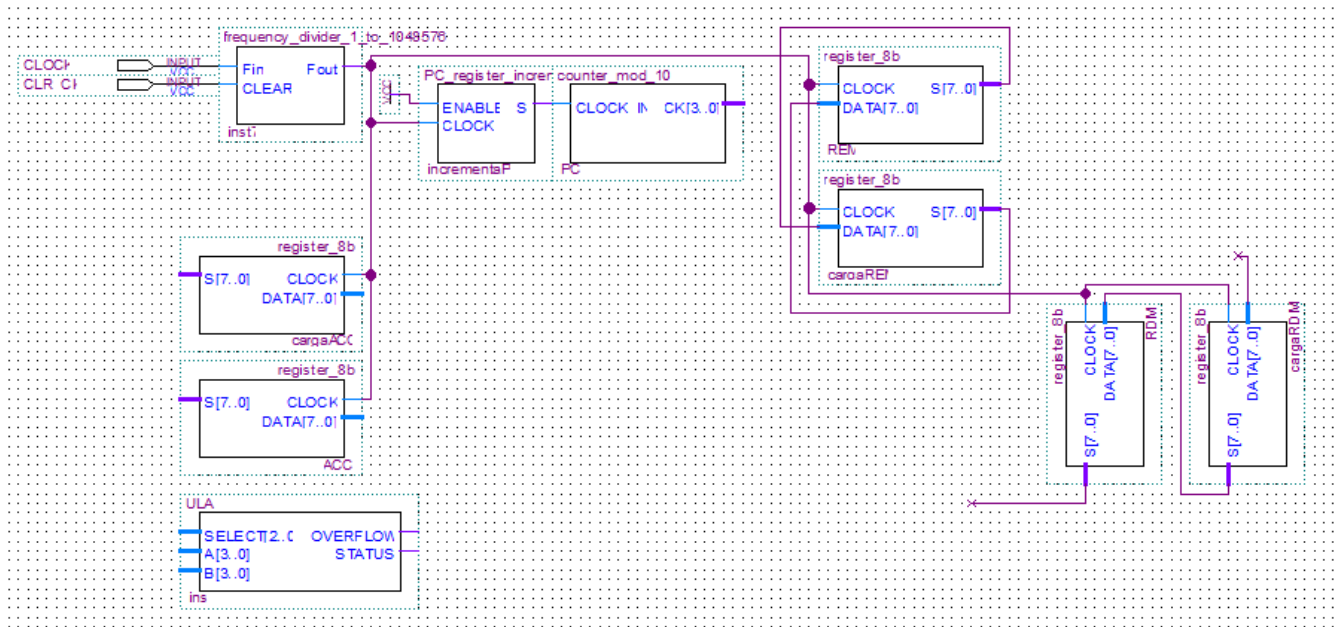 frequency_divider_1_to_1048576
CLOCK
INPUT
VCC
CLR Cl
INPUT
VCC
Fin
Fout
CLEAR
VCC
PC_register_increr
counter_mod_10
ENABLE S
CLOCK
incrementaP
CLOCK IN CK[3..0]
PC
register_8b
CLOCK S[7..0]
DATA[7..0]
REM
register_8b
CLOCK S[7..0]
DATA[7..0]
cargaREI
register_8b
S[7..0] CLOCK
DATA[7..0]
cargaACC
register_8b
S[7..0] CLOCK
DATA[7..0]
ACC
ULA
SELECT[2..0 OVERFLOW
A[3..0] STATUS
B[3..0]
ins
register_8b
CLOCK
DATA[7..0]
S[7..0]
RDM
register_8b
CLOCK
DATA[7..0]
S[7..0]
cargaRDM